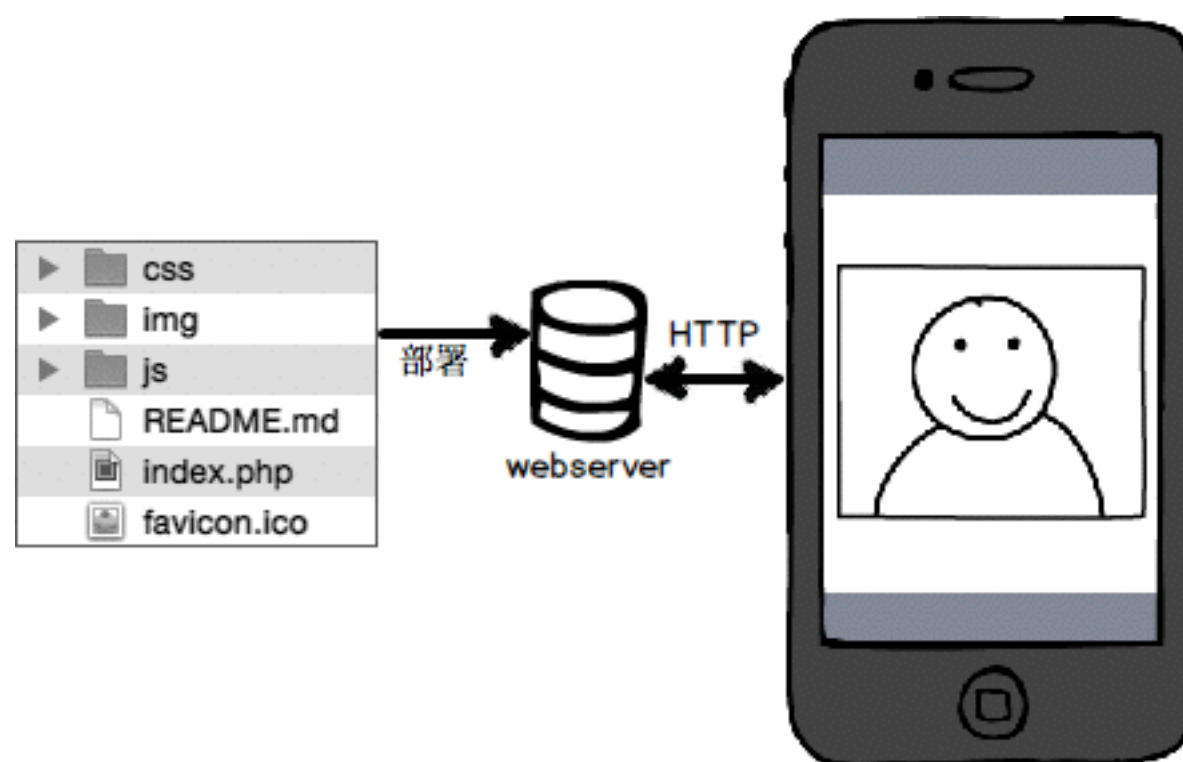 css
img
js
README.md
index.php
favicon.ico
部署
webserver
HTTP